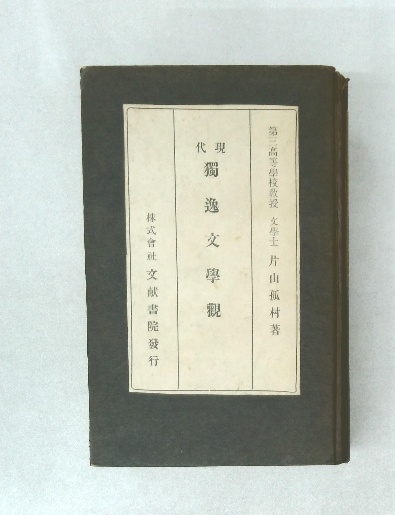 第三高等學校教授 文學士 片山孤村著
現代
獨逸文學觀
株式會社 文献書院發行